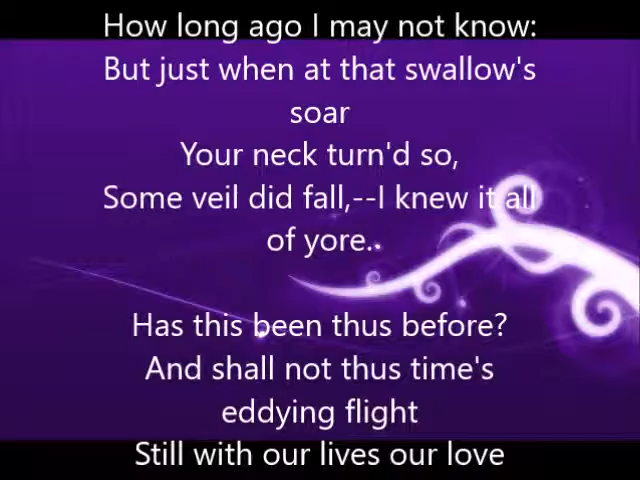 How long ago I may not know:
But just when at that swallow's
soar
Your neck turn'd so,
Some veil did fall,--I knew it all
of yore.
Has this been thus before?
And shall not thus time's
eddying flight
Still with our lives our love